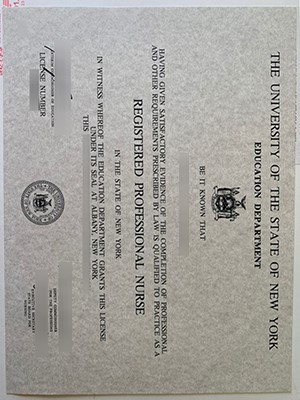 THE UNIVERSITY OF THE STATE OF NEW YORK
EDUCATION DEPARTMENT
BE IT KNOWN THAT
HAVING GIVEN SATISFACTORY EVIDENCE OF THE COMPLETION OF PROFESSIONAL
AND OTHER REQUIREMENTS PRESCRIBED BY LAW IS QUALIFIED TO PRACTICE AS A
REGISTERED PROFESSIONAL NURSE
IN THE STATE OF NEW YORK
IN WITNESS WHEREOF THE EDUCATION DEPARTMENT GRANTS THIS LICENSE
UNDER ITS SEAL AT ALBANY, NEW YORK
THIS
LICENSE NUMBER